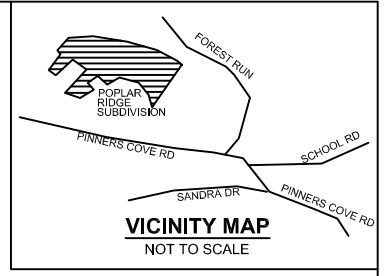 FOREST RUN
POPLAR
RIDGE
SUBDIVISION
PINNERS COVE RD
SCHOOL RD
SANDRA DR
PINNERS COVE RD
VICINITY MAP
NOT TO SCALE